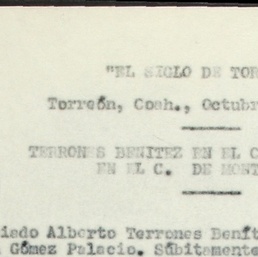 "EL SIGLO DE TOR
Torreón, Coah., Octubr
TERRONES BENITEZ EN EL C
EN EL C. DE MONT
iado Alberto Terrones Benít
Gómez Palacio. Súbitamente